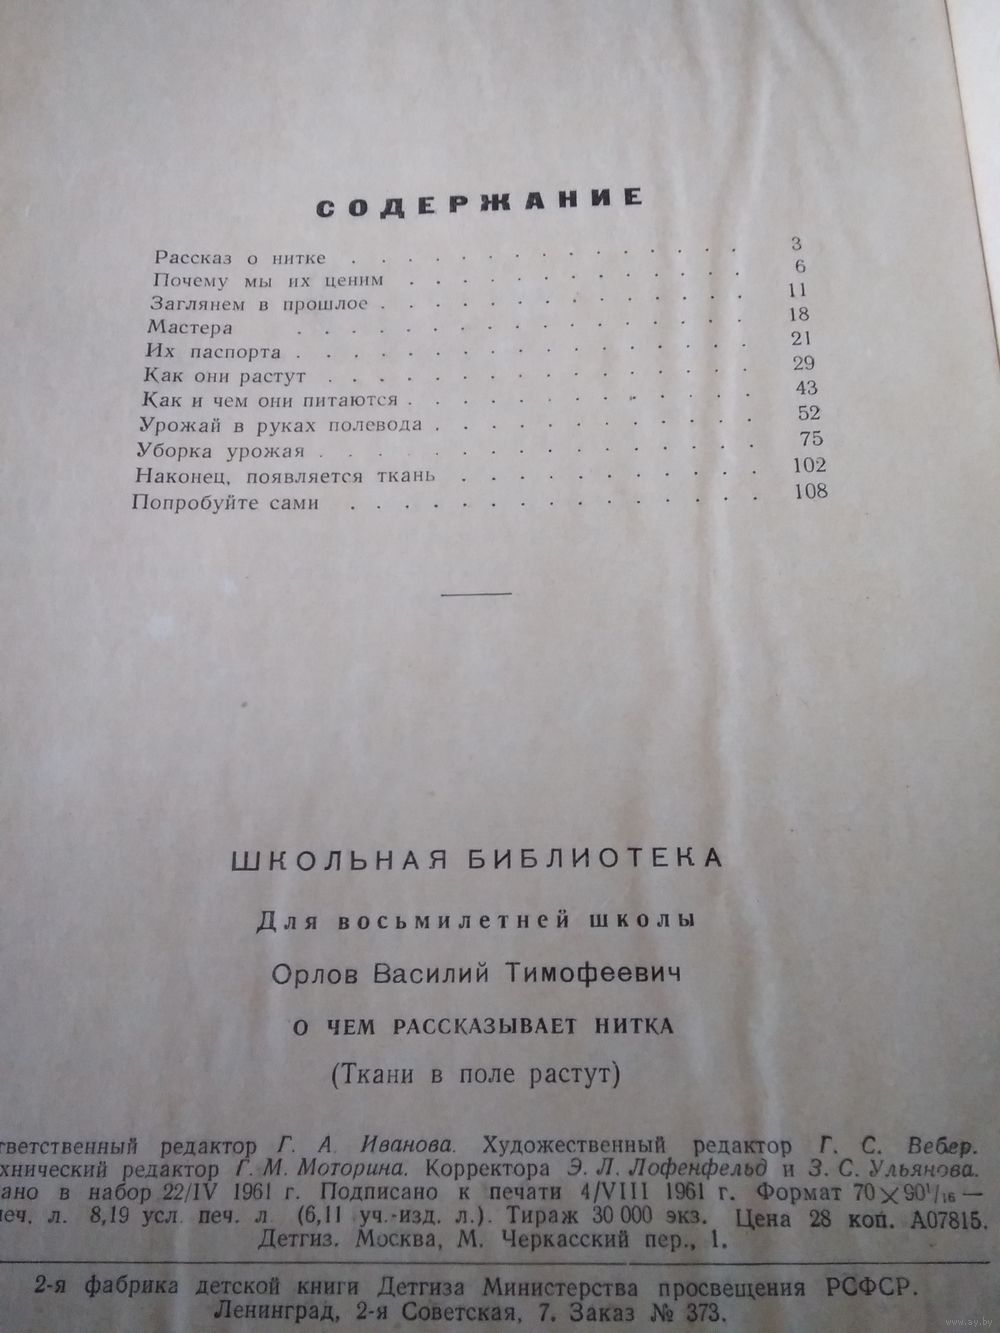 СОДЕРЖАНИЕ
Рассказ о нитке . . . . . . . . . . . . . . 3
Почему мы их ценим . . . . . . . . . . . . 6
Заглянем в прошлое . . . . . . . . . . . . . 11
Мастера . . . . . . . . . . . . . . . . 18
Их паспорта . . . . . . . . . . . . . . . . 21
Как они растут . . . . . . . . . . . . . . . 29
Как и чем они питаются . . . . . . . . . . . . . 43
Урожай в руках полевода . . . . . . . . . . . . 52
Уборка урожая . . . . . . . . . . . . . . . . 75
Наконец, появляется ткань . . . . . . . . . . . 102
Попробуйте сами . . . . . . . . . . . . . . . 108
ШКОЛЬНАЯ БИБЛИОТЕКА
Для восьмилетней школы
Орлов Василий Тимофеевич
О ЧЕМ РАССКАЗЫВАЕТ НИТКА
(Ткани в поле растут)
тветственный редактор Г. А. Иванова. Художественный редактор Г. С. Вебер.
хнический редактор Г. М. Моторина. Корректора Э. Л. Лофенфельд и З. С. Ульянова.
ано в набор 22/IV 1961 г. Подписано к печати 4/VIII 1961 г. Формат 70×90¹/₁₆ —
печ. л. 8,19 усл. печ. л. (6,11 уч.-изд. л.). Тираж 30 000 экз. Цена 28 коп. А07815.
Детгиз. Москва, М. Черкасский пер., 1.
2-я фабрика детской книги Детгиза Министерства просвещения РСФСР.
Ленинград, 2-я Советская, 7. Заказ № 373.
www.ay.by